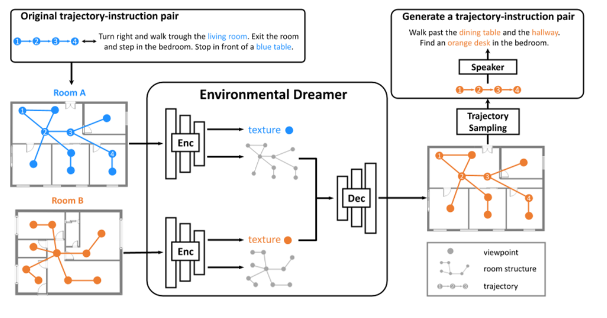 Original trajectory-instruction pair
1 2 3 4
Turn right and walk trough the living room. Exit the room
and step in the bedroom. Stop in front of a blue table.
Generate a trajectory-instruction pair
Walk past the dining table and the hallway.
Find an orange desk in the bedroom.
Speaker
1 2 3 4
Trajectory
Sampling
Room A
1 2 3 4
Environmental Dreamer
Enc
texture
Dec
Room B
Enc
texture
1 2 3 4
viewpoint
room structure
trajectory